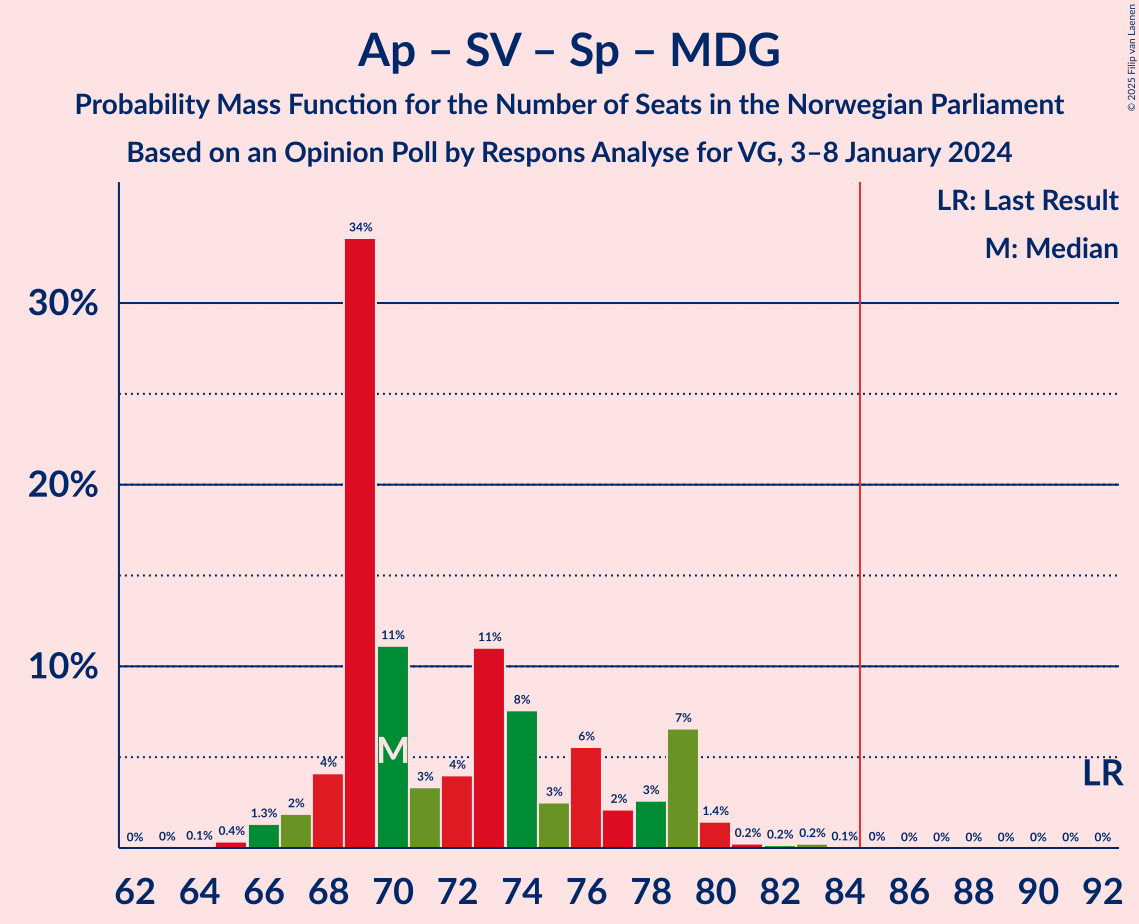 Ap – SV – Sp – MDG
Probability Mass Function for the Number of Seats in the Norwegian Parliament
Based on an Opinion Poll by Respons Analyse for VG, 3–8 January 2024
© 2025 Filip van Laenen
LR: Last Result
M: Median
30%
20%
10%
0% 0% 0.1% 0.4% 1.3% 2% 4% 34% 11% 3% 4% 11% 8% 3% 6% 2% 3% 7% 1.4% 0.2% 0.2% 0.2% 0.1% 0% 0% 0% 0% 0% 0% 0% 0%
M
LR
62 64 66 68 70 72 74 76 78 80 82 84 86 88 90 92